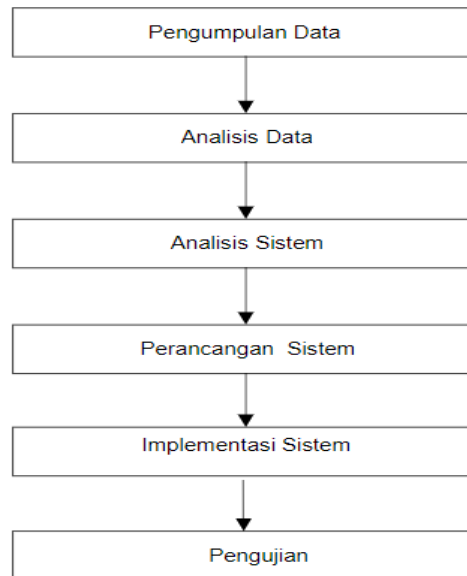 Pengumpulan Data
Analisis Data
Analisis Sistem
Perancangan Sistem
Implementasi Sistem
Pengujian